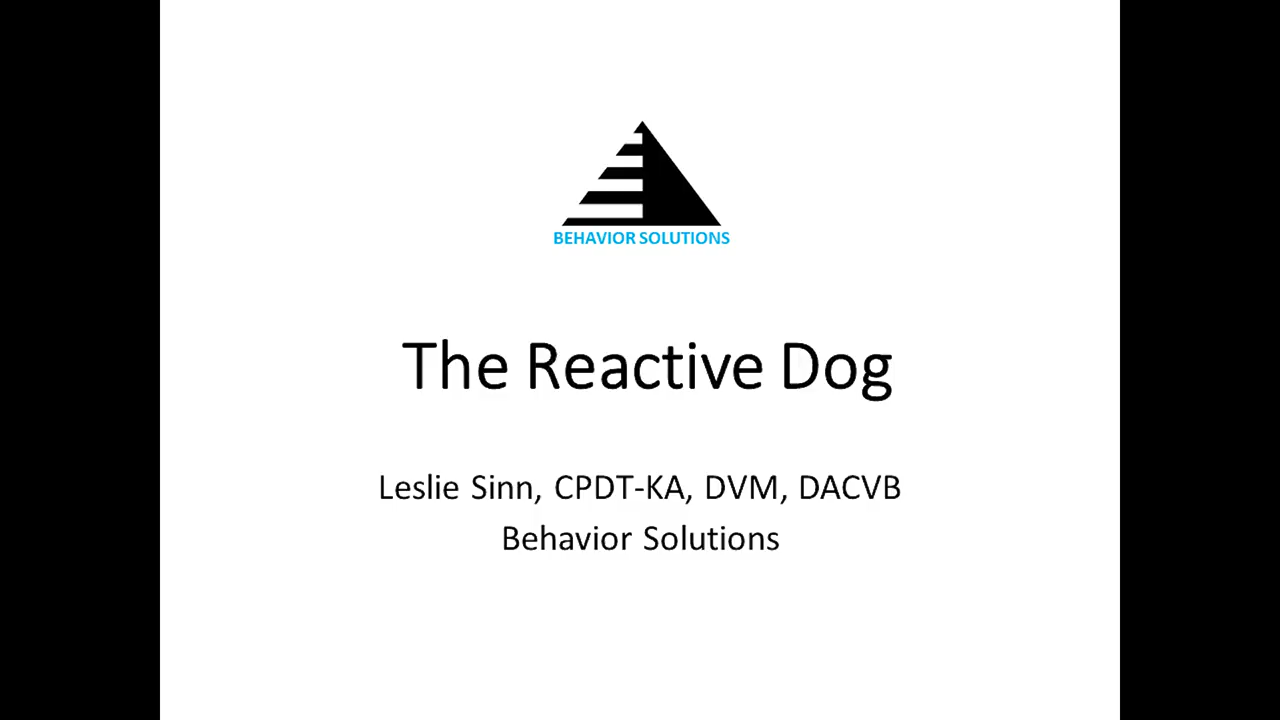 BEHAVIOR SOLUTIONS
The Reactive Dog
Leslie Sinn, CPDT-KA, DVM, DACVB
Behavior Solutions